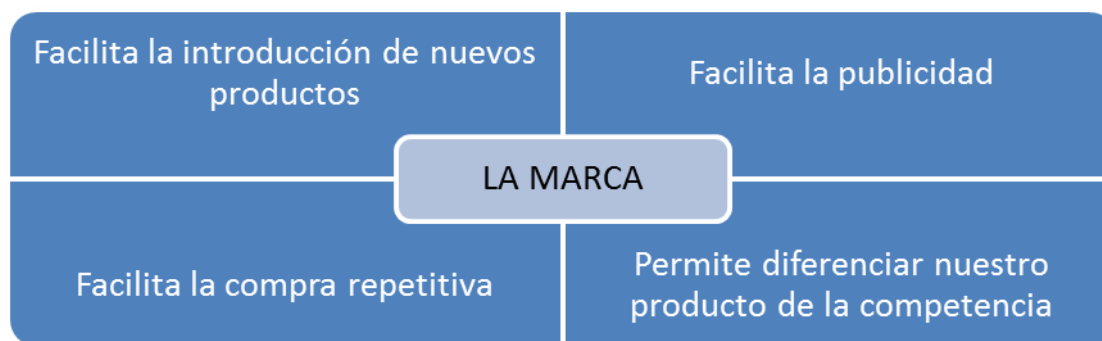 Facilita la introducción de nuevos
productos
Facilita la publicidad
LA MARCA
Facilita la compra repetitiva
Permite diferenciar nuestro
producto de la competencia